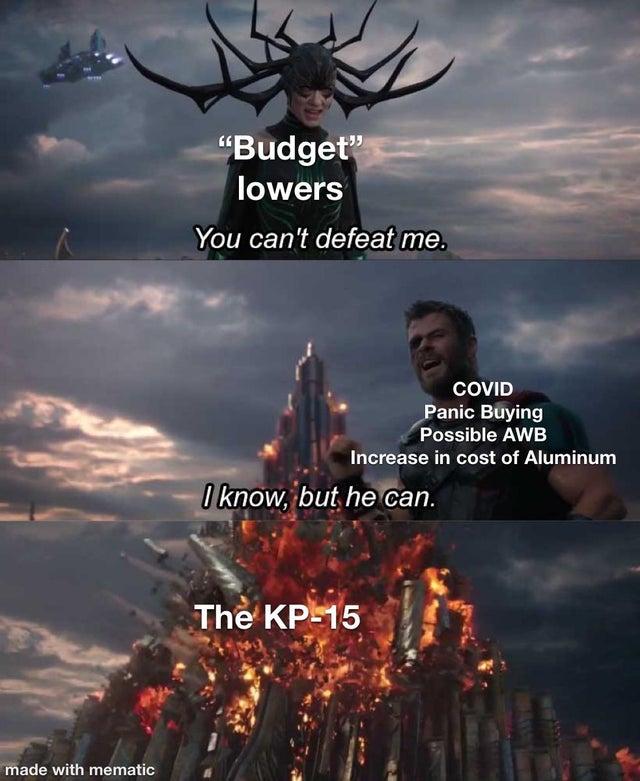 “Budget”
lowers
You can't defeat me.
COVID
Panic Buying
Possible AWB
Increase in cost of Aluminum
I know, but he can.
The KP-15
made with mematic